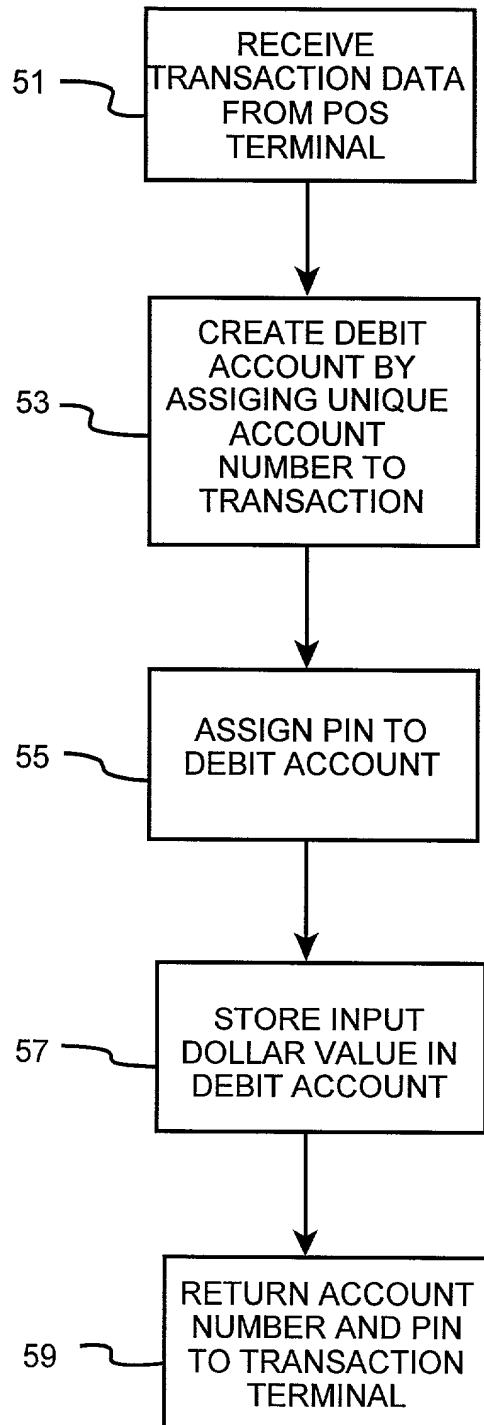 51
RECEIVE
TRANSACTION DATA
FROM POS
TERMINAL
53
CREATE DEBIT
ACCOUNT BY
ASSIGING UNIQUE
ACCOUNT
NUMBER TO
TRANSACTION
55
ASSIGN PIN TO
DEBIT ACCOUNT
57
STORE INPUT
DOLLAR VALUE IN
DEBIT ACCOUNT
59
RETURN ACCOUNT
NUMBER AND PIN
TO TRANSACTION
TERMINAL